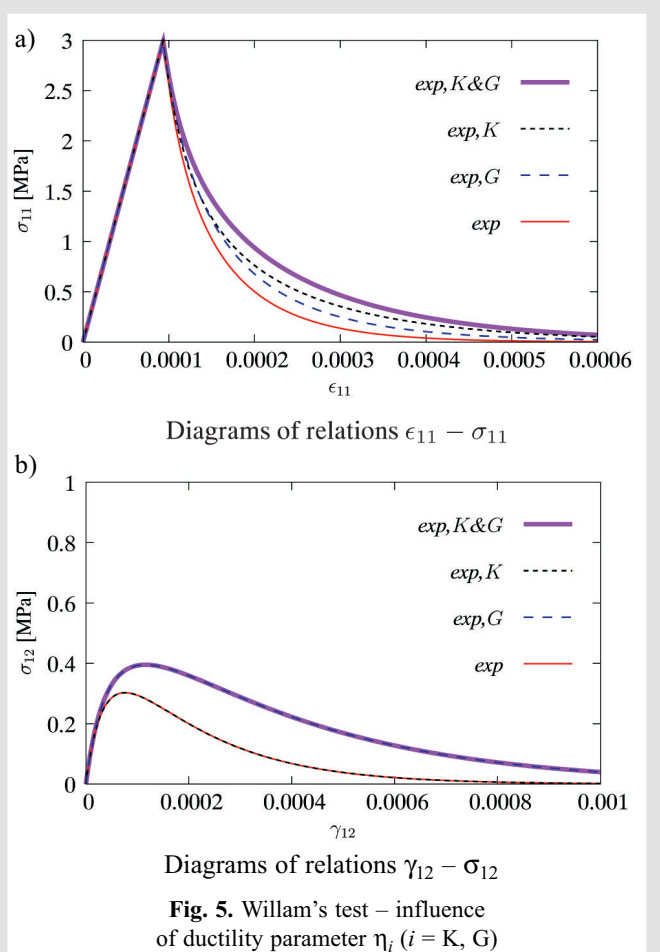 a)
3
2.5
2
1.5
1
0.5
0
σ₁₁ [MPa]
exp, K&G
exp, K
exp, G
exp
0 0.0001 0.0002 0.0003 0.0004 0.0005 0.0006
ϵ₁₁
Diagrams of relations ϵ₁₁ − σ₁₁
b)
1
0.8
0.6
0.4
0.2
0
σ₁₂ [MPa]
exp, K&G
exp, K
exp, G
exp
0 0.0002 0.0004 0.0006 0.0008 0.001
γ₁₂
Diagrams of relations γ₁₂ – σ₁₂
Fig. 5. Willam's test – influence
of ductility parameter ηᵢ (i = K, G)